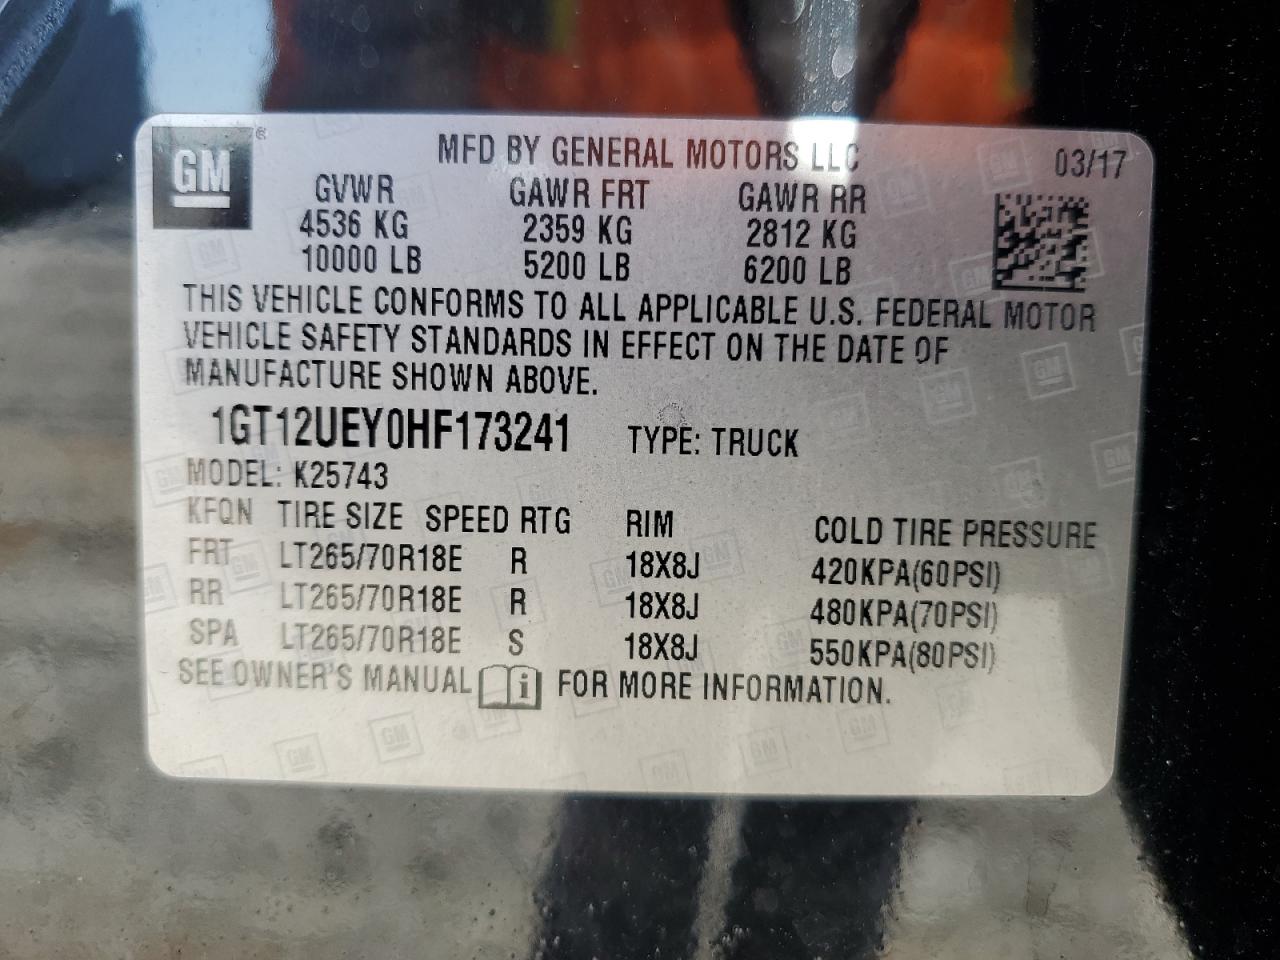 GM®
MFD BY GENERAL MOTORS LLC 03/17
GVWR GAWR FRT GAWR RR
4536 KG 2359 KG 2812 KG
10000 LB 5200 LB 6200 LB
THIS VEHICLE CONFORMS TO ALL APPLICABLE U.S. FEDERAL MOTOR
VEHICLE SAFETY STANDARDS IN EFFECT ON THE DATE OF
MANUFACTURE SHOWN ABOVE.
1GT12UEY0HF173241 TYPE: TRUCK
MODEL: K25743
KFQN TIRE SIZE SPEED RTG RIM COLD TIRE PRESSURE
FRT LT265/70R18E R 18X8J 420KPA(60PSI)
RR LT265/70R18E R 18X8J 480KPA(70PSI)
SPA LT265/70R18E S 18X8J 550KPA(80PSI)
SEE OWNER'S MANUAL i FOR MORE INFORMATION.